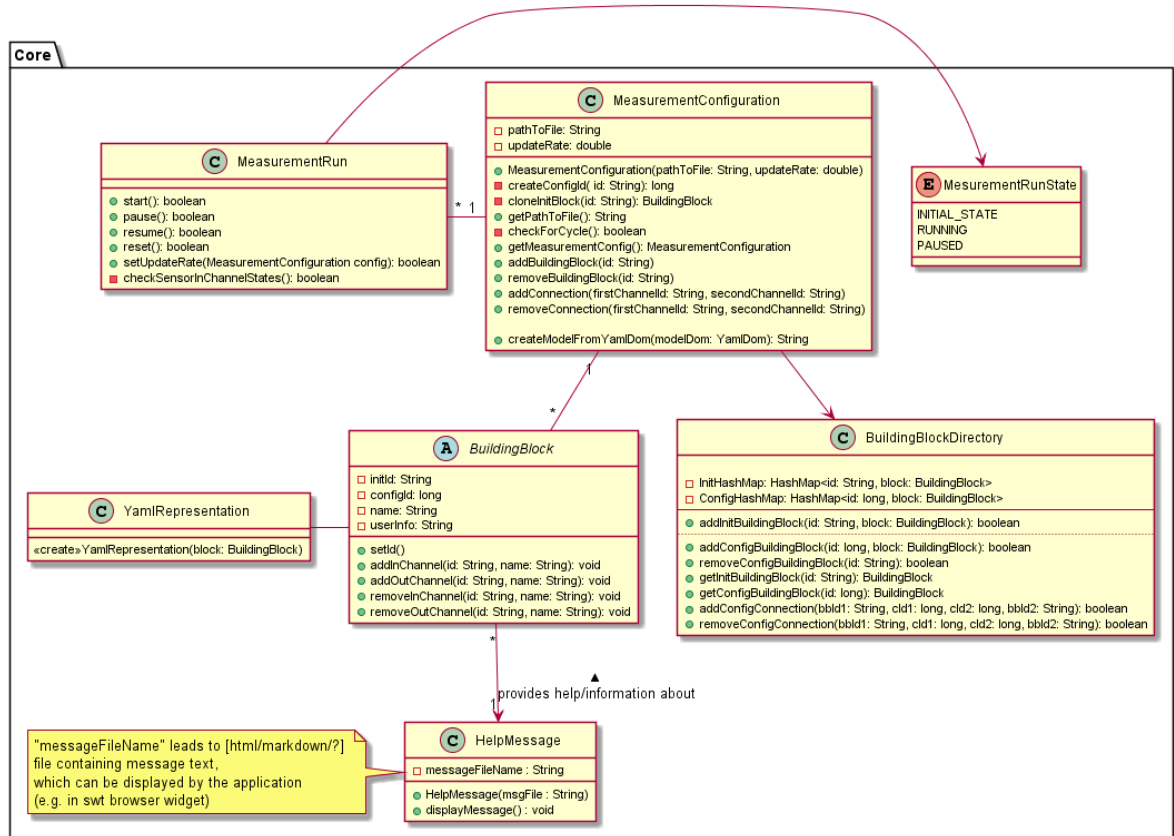 Core
C MeasurementConfiguration
pathToFile: String
updateRate: double
MeasurementConfiguration(pathToFile: String, updateRate: double)
createConfigId( id: String): long
cloneInitBlock(id: String): BuildingBlock
getPathToFile(): String
checkForCycle(): boolean
getMeasurementConfig(): MeasurementConfiguration
addBuildingBlock(id: String)
removeBuildingBlock(id: String)
addConnection(firstChannelId: String, secondChannelId: String)
removeConnection(firstChannelId: String, secondChannelId: String)
createModelFromYamlDom(modelDom: YamlDom): String
C MeasurementRun
start(): boolean
pause(): boolean
resume(): boolean
reset(): boolean
setUpdateRate(MeasurementConfiguration config): boolean
checkSensorInChannelStates(): boolean
* 1
E MesurementRunState
INITIAL_STATE
RUNNING
PAUSED
1
*
A BuildingBlock
initId: String
configId: long
name: String
userInfo: String
setId()
addInChannel(id: String, name: String): void
addOutChannel(id: String, name: String): void
removeInChannel(id: String, name: String): void
removeOutChannel(id: String, name: String): void
C BuildingBlockDirectory
InitHashMap: HashMap<id: String, block: BuildingBlock>
ConfigHashMap: HashMap<id: long, block: BuildingBlock>
addInitBuildingBlock(id: String, block: BuildingBlock): boolean
addConfigBuildingBlock(id: long, block: BuildingBlock): boolean
removeConfigBuildingBlock(id: String): boolean
getInitBuildingBlock(id: String): BuildingBlock
getConfigBuildingBlock(id: long): BuildingBlock
addConfigConnection(bbId1: String, cId1: long, cId2: long, bbId2: String): boolean
removeConfigConnection(bbId1: String, cId1: long, cId2: long, bbId2: String): boolean
C YamlRepresentation
«create»YamlRepresentation(block: BuildingBlock)
*
1
provides help/information about
C HelpMessage
messageFileName : String
HelpMessage(msgFile : String)
displayMessage() : void
"messageFileName" leads to [html/markdown/?]
file containing message text,
which can be displayed by the application
(e.g. in swt browser widget)